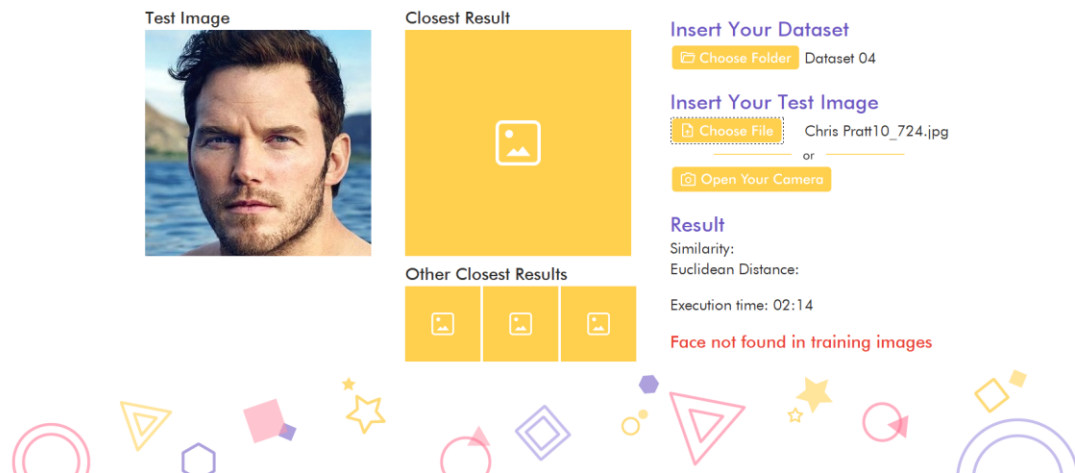 Test Image
Closest Result
Other Closest Results
Insert Your Dataset
Choose Folder Dataset 04
Insert Your Test Image
Choose File Chris Pratt10_724.jpg
or
Open Your Camera
Result
Similarity:
Euclidean Distance:
Execution time: 02:14
Face not found in training images